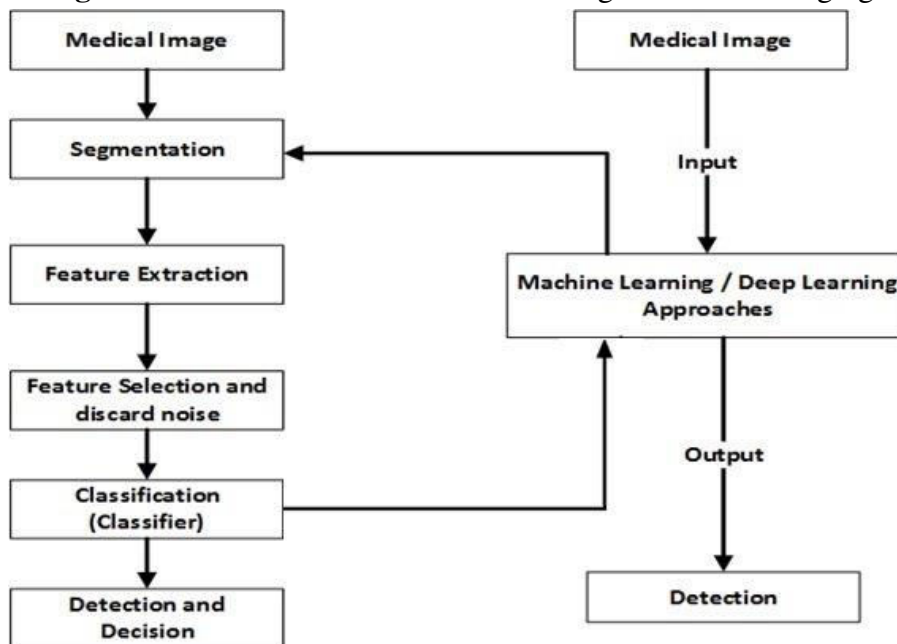 Medical Image
Segmentation
Feature Extraction
Feature Selection and
discard noise
Classification
(Classifier)
Detection and
Decision
Medical Image
Input
Machine Learning / Deep Learning
Approaches
Output
Detection